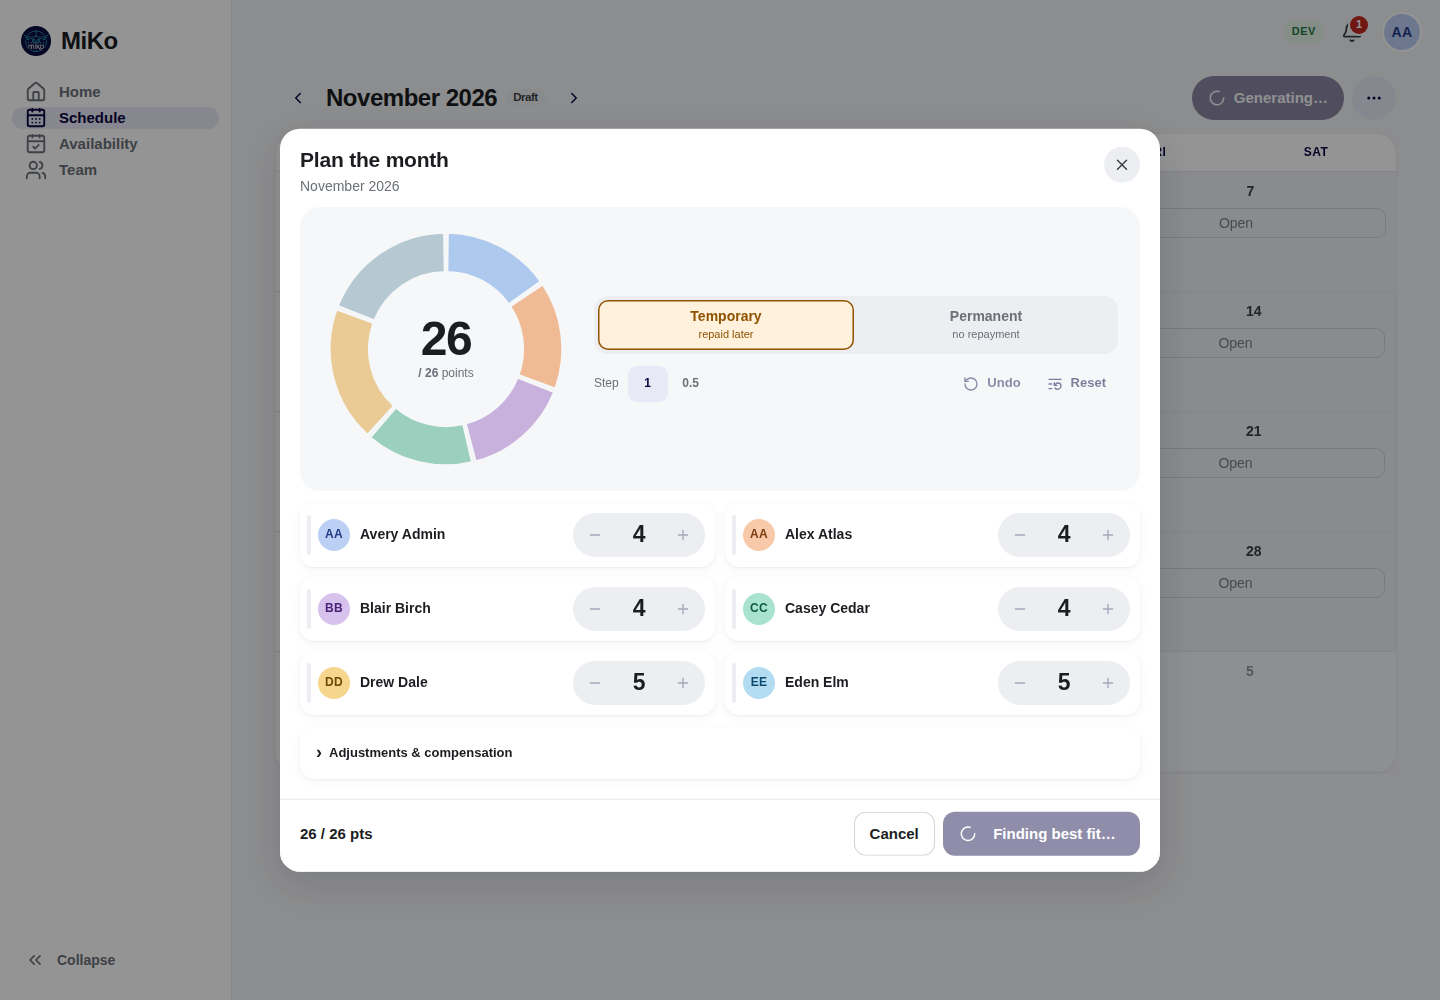 MiKo
Home
Schedule
Availability
Team
Collapse
DEV
1
AA
November 2026
Draft
Generating…
SAT
7
Open
14
Open
21
Open
28
Open
5
Plan the month
November 2026
26
/ 26 points
Temporary
repaid later
Permanent
no repayment
Step
1
0.5
Undo
Reset
AA
Avery Admin
4
AA
Alex Atlas
4
BB
Blair Birch
4
CC
Casey Cedar
4
DD
Drew Dale
5
EE
Eden Elm
5
Adjustments & compensation
26 / 26 pts
Cancel
Finding best fit…